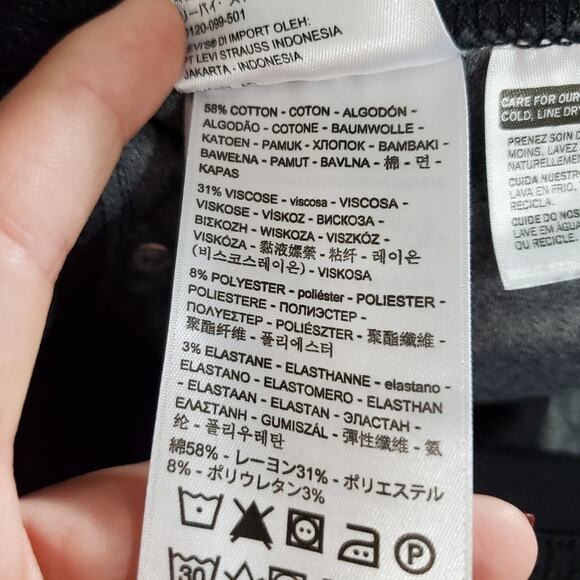 0120-099-501
LEVI'S® DI IMPOR OLEH:
PT LEVI STRAUSS INDONESIA
JAKARTA - INDONESIA
58% COTTON - COTON - ALGODÓN -
ALGODÃO - COTONE - BAUMWOLLE -
KATOEN - PAMUK - ХЛОПОК - BAMBAKI -
BAWEŁNA - PAMUT - BAVLNA - 棉 - 면 -
KAPAS
31% VISCOSE - viscosa - VISCOSA -
VISKOSE - VİSKOZ - ВИСКОЗА -
ΒΙΣΚΟΖΗ - WISKOZA - VISZKÓZ -
VISKÓZA - 黏液嫘縈 - 粘纤 - 레이온
(비스코스레이온) - VISKOSA
8% POLYESTER - poliéster - POLIESTER -
POLIESTERE - ПОЛИЭСТЕР -
ΠΟΛΥΕΣΤΕΡ - POLIÉSZTER - 聚酯纖維 -
聚酯纤维 - 폴리에스터
3% ELASTANE - ELASTHANNE - elastano -
ELASTANO - ELASTOMERO - ELASTHAN
- ELASTAAN - ELASTAN - ЭЛАСТАН -
ΕΛΑΣΤΑΝΗ - GUMISZÁL - 彈性纖維 - 氨
纶 - 폴리우레탄
綿58% - レーヨン31% - ポリエステル
8% - ポリウレタン3%
P
30
CARE FOR OUR
COLD, LINE DR
PRENEZ SOIN D
MOINS, LAVEZ
NATURELLEMEN
CUIDA NUESTR
LAVA EN FRIO,
RECICLA.
CUIDE DO NOS
LAVE EM ÁGUA
OU RECICLE.